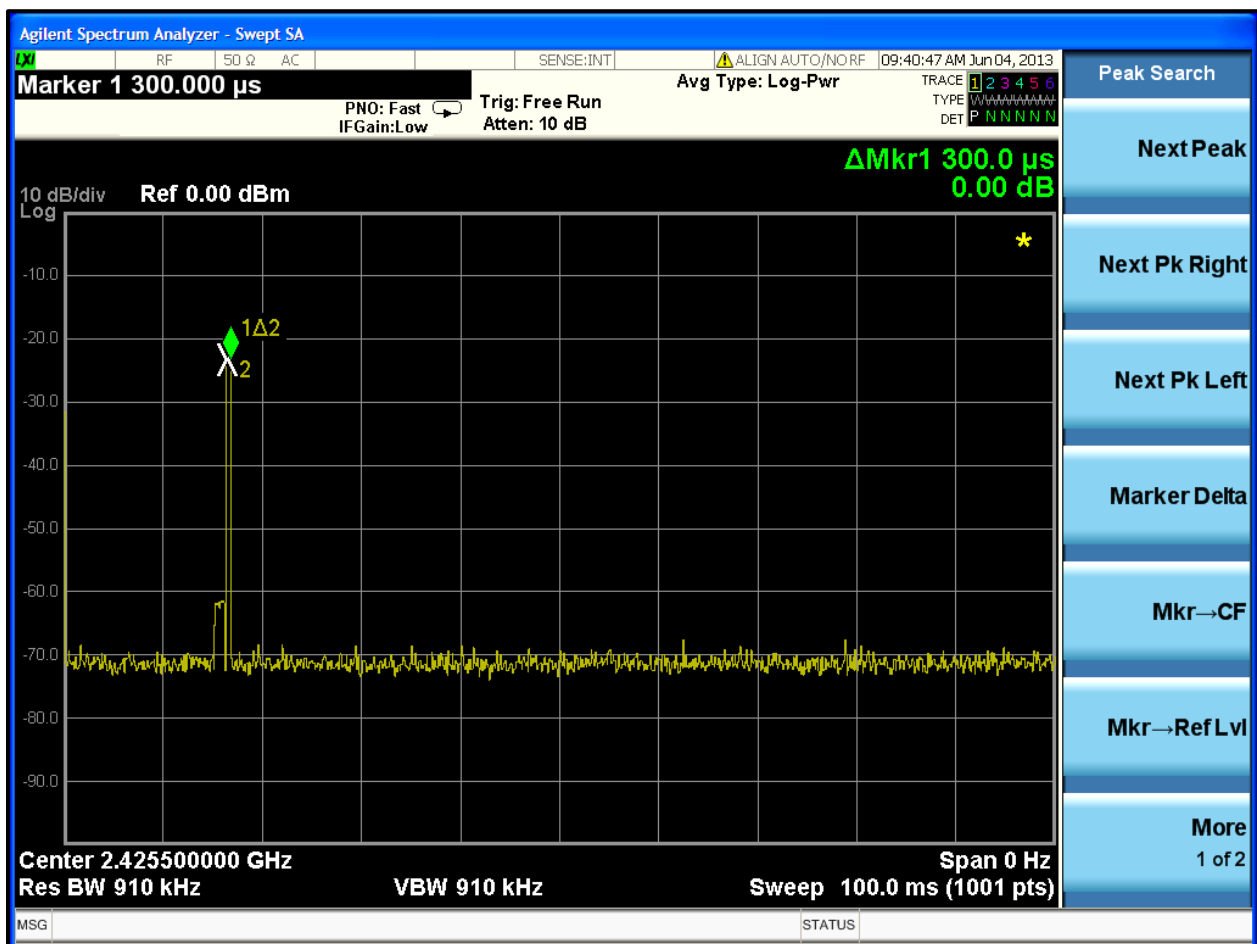 Agilent Spectrum Analyzer - Swept SA
LXI RF 50 Ω AC SENSE:INT ALIGN AUTO/NO RF 09:40:47 AM Jun 04, 2013
Marker 1 300.000 µs
PNO: Fast
IFGain:Low
Trig: Free Run
Atten: 10 dB
Avg Type: Log-Pwr
TRACE 1 2 3 4 5 6
TYPE WWWWWW
DET P N N N N N
ΔMkr1 300.0 µs
0.00 dB
10 dB/div Ref 0.00 dBm
Log
*
-10.0
-20.0
-30.0
-40.0
-50.0
-60.0
-70.0
-80.0
-90.0
1Δ2
X2
Center 2.425500000 GHz Span 0 Hz
Res BW 910 kHz VBW 910 kHz Sweep 100.0 ms (1001 pts)
MSG STATUS
Peak Search
Next Peak
Next Pk Right
Next Pk Left
Marker Delta
Mkr→CF
Mkr→Ref Lvl
More
1 of 2